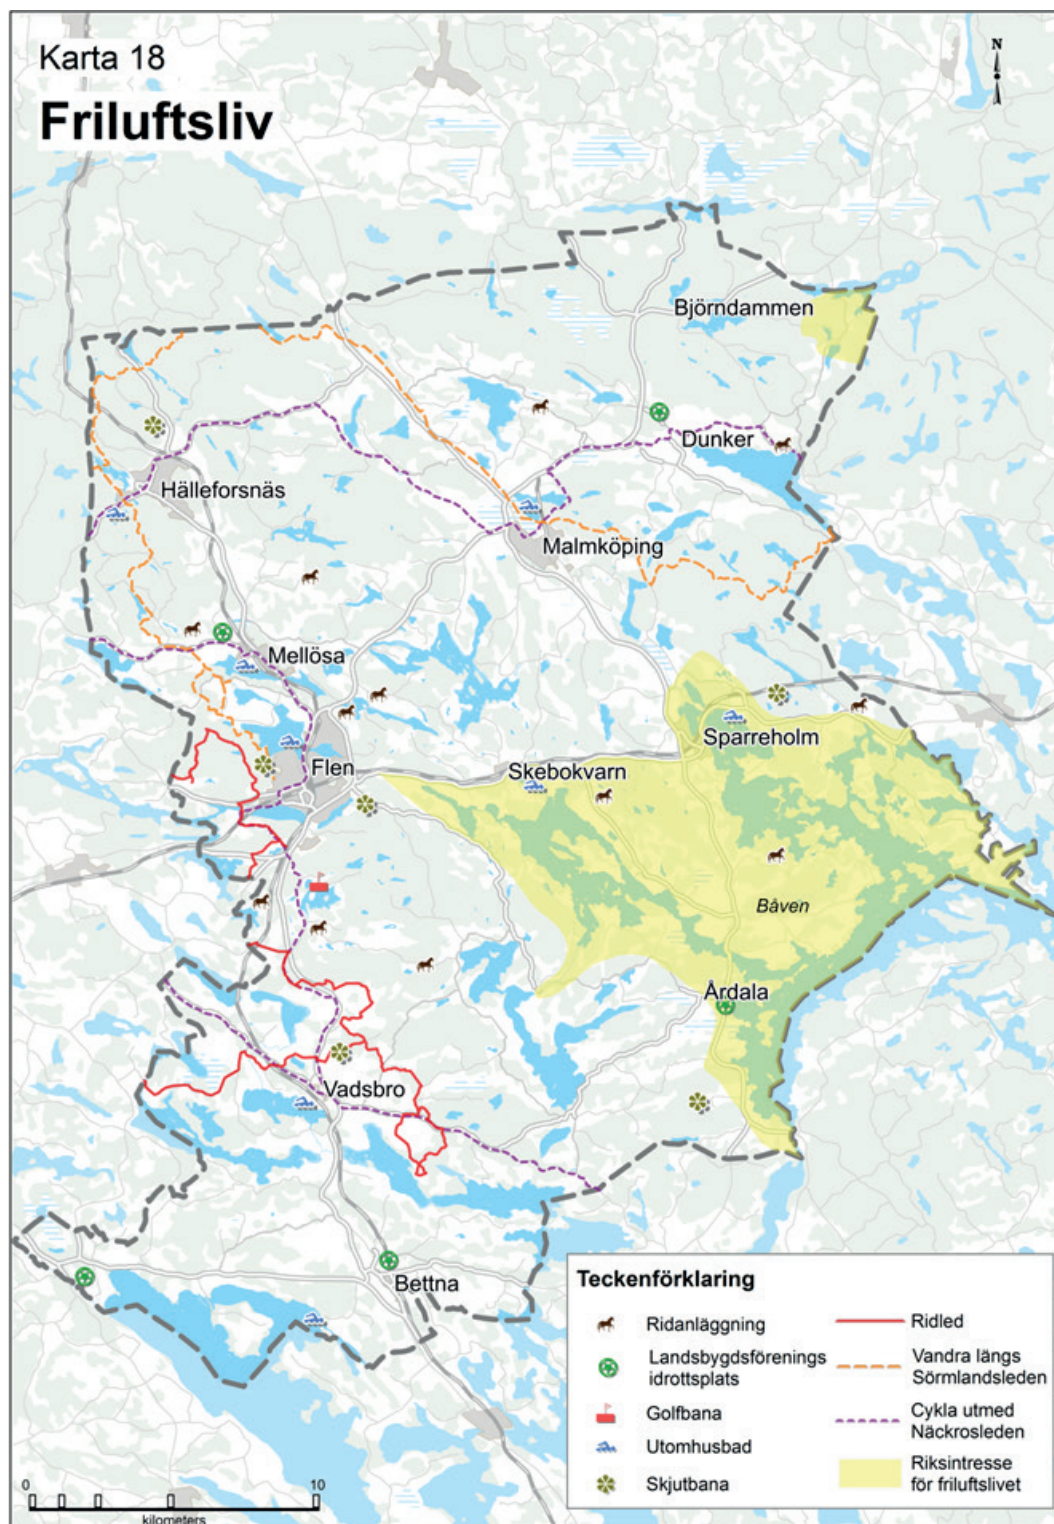 Karta 18
Friluftsliv
N
Björndammen
Dunker
Hälleforsnäs
Malmköping
Mellösa
Sparreholm
Flen
Skebokvarn
Båven
Årdala
Vadsbro
Bettna
Teckenförklaring
Ridanläggning
Landsbygdsförenings
idrottsplats
Golfbana
Utomhusbad
Skjutbana
Ridled
Vandra längs
Sörmlandsleden
Cykla utmed
Näckrosleden
Riksintresse
för friluftslivet
0 10
kilometers